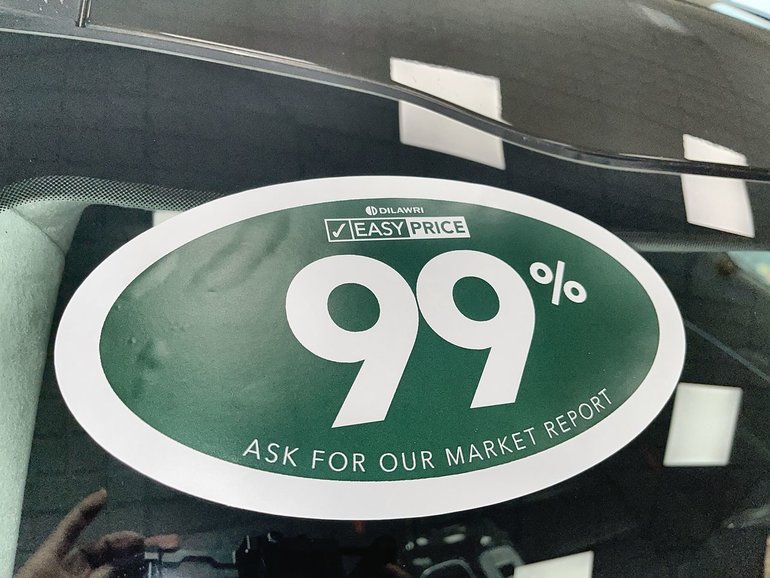 DILAWRI
✓ EASY PRICE
99%
ASK FOR OUR MARKET REPORT